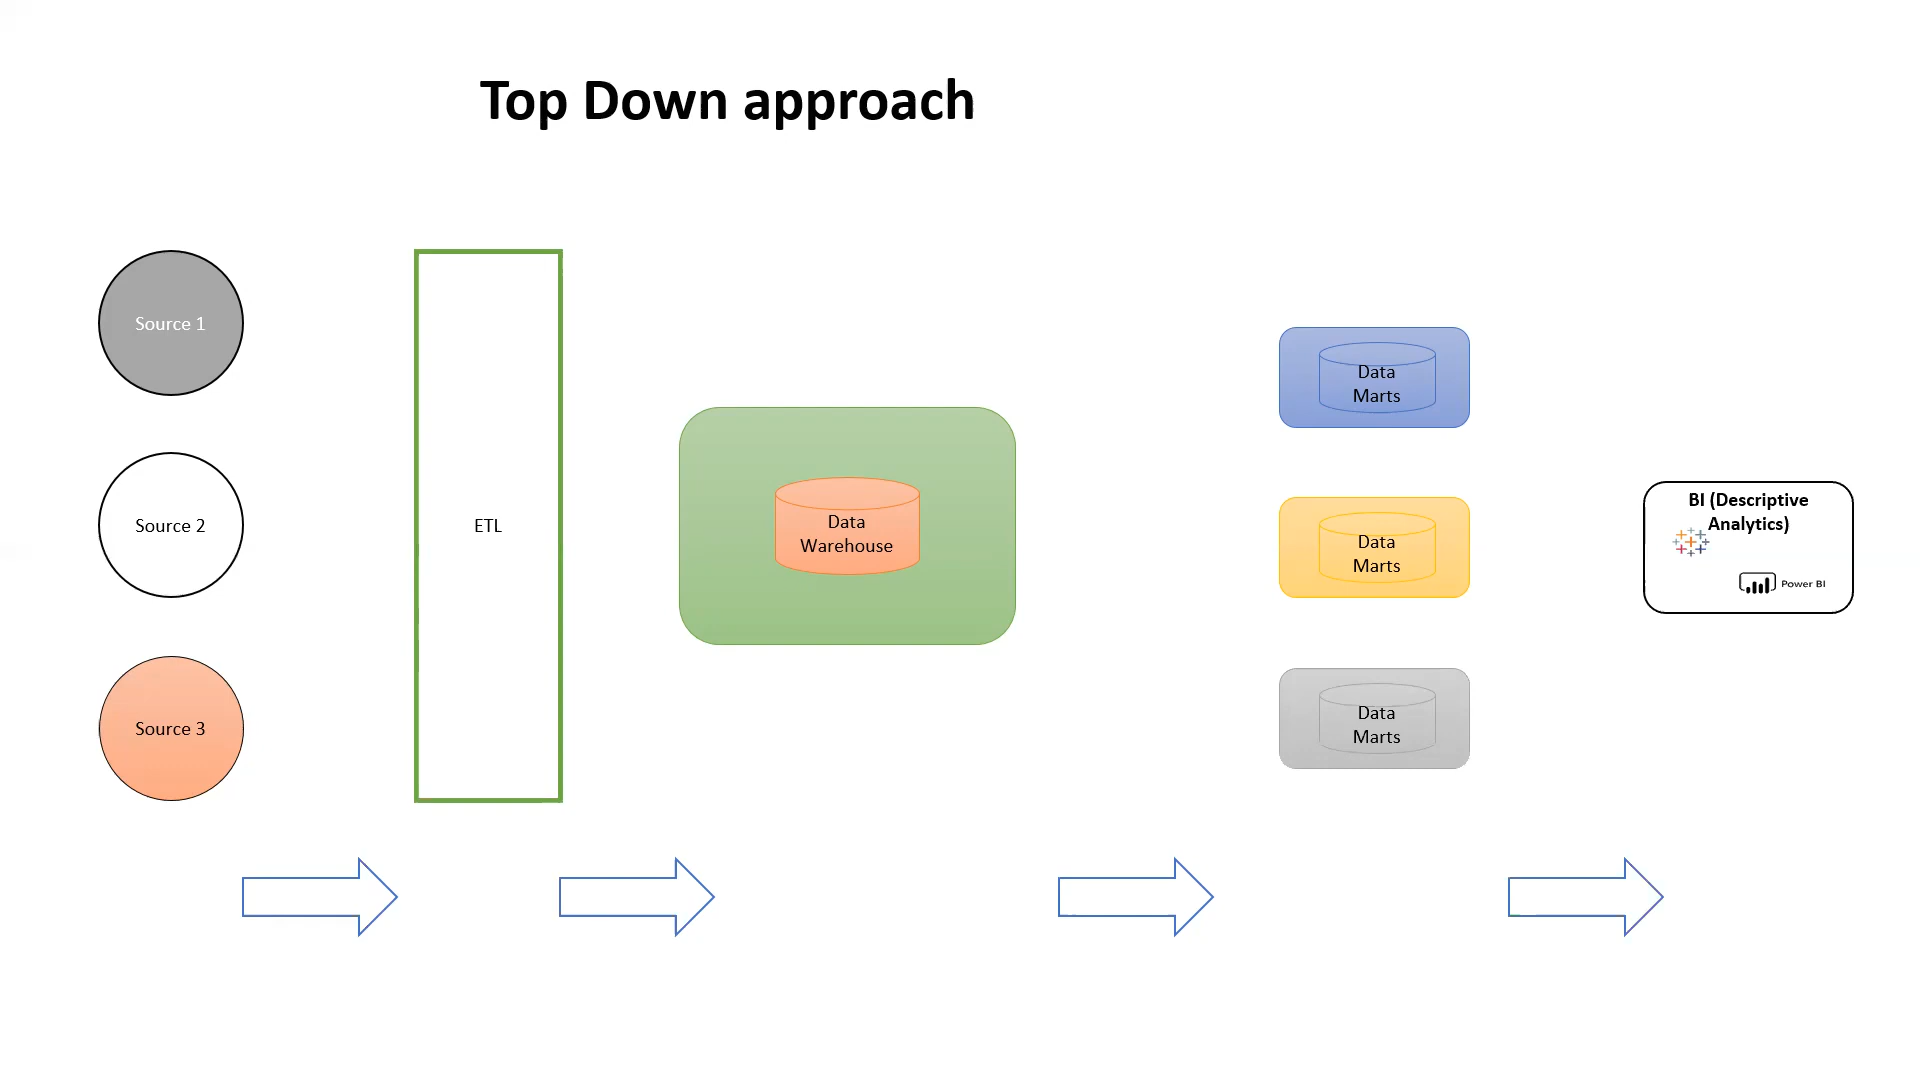 Top Down approach
Source 1
Source 2
Source 3
ETL
Data
Warehouse
Data
Marts
Data
Marts
Data
Marts
BI (Descriptive
Analytics)
Power BI